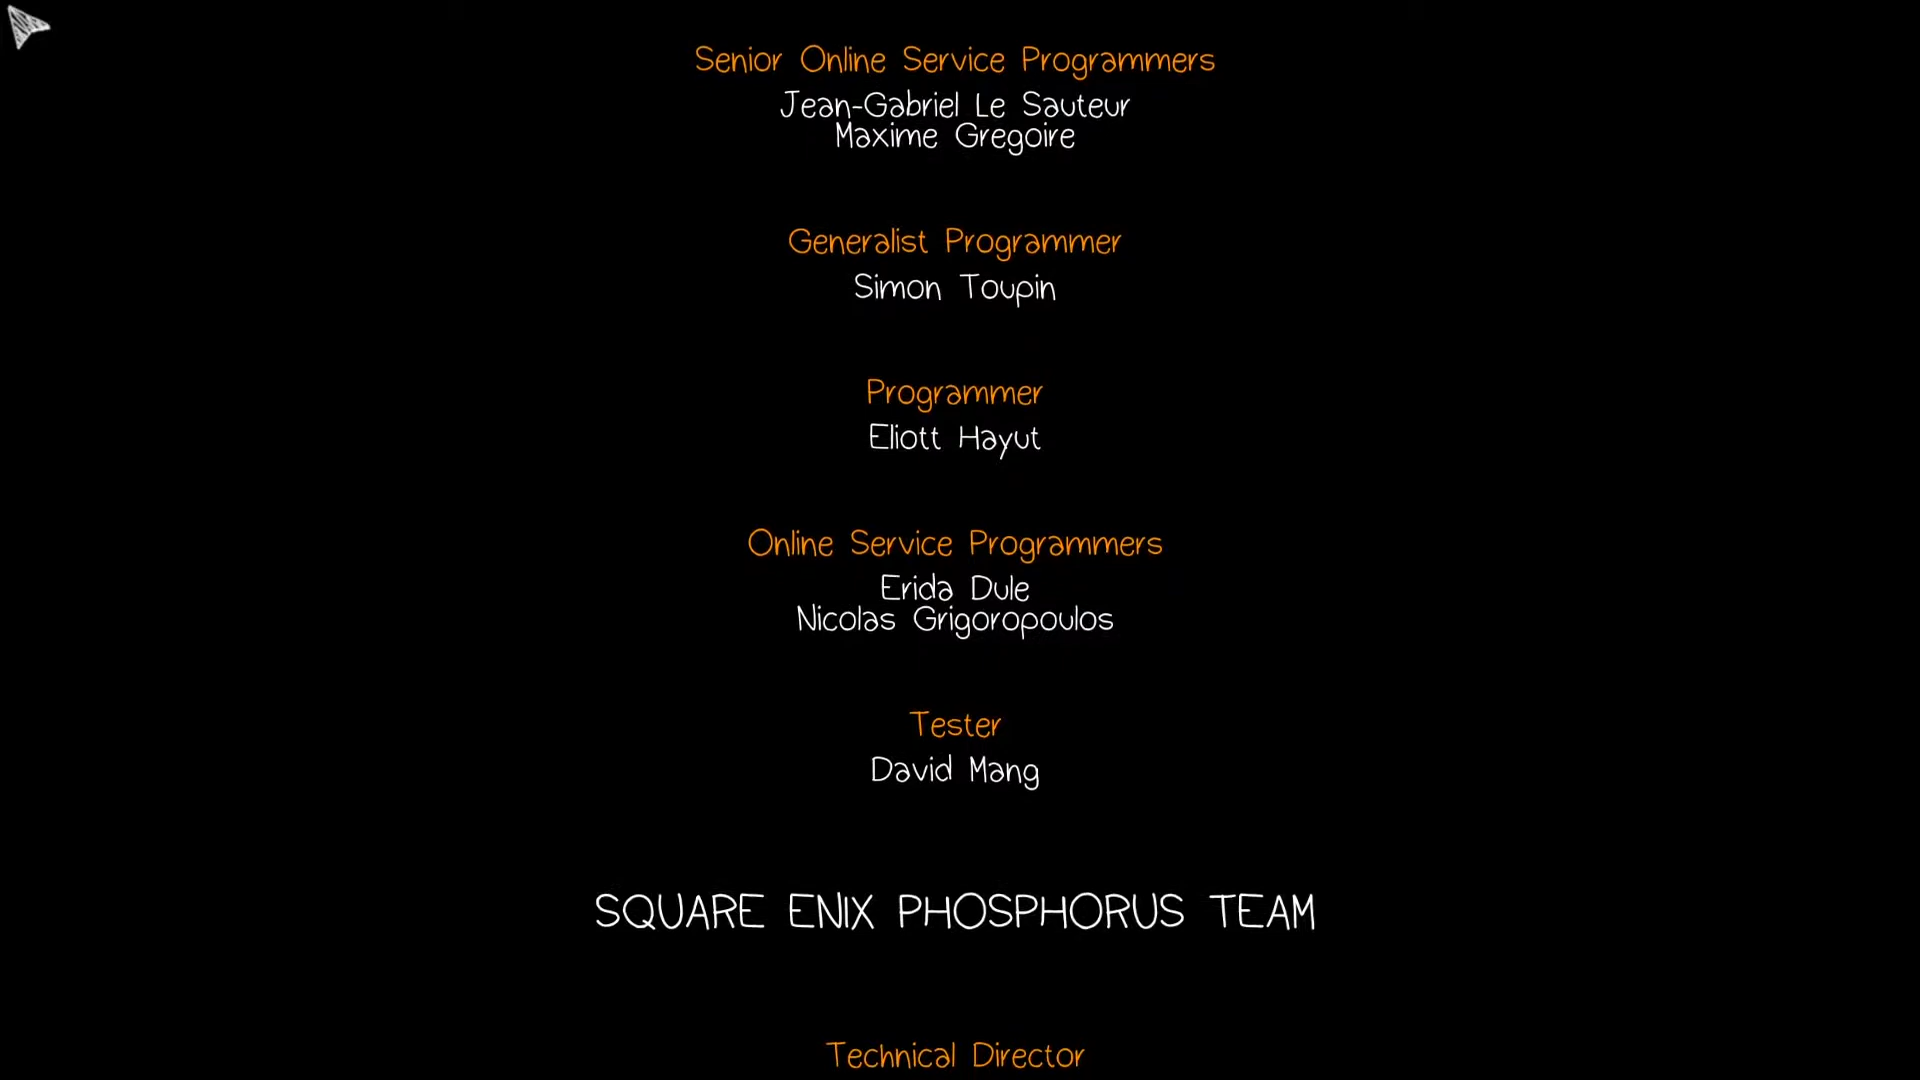 Senior Online Service Programmers
Jean-Gabriel Le Sauteur
Maxime Gregoire
Generalist Programmer
Simon Toupin
Programmer
Eliott Hayut
Online Service Programmers
Erida Dule
Nicolas Grigoropoulos
Tester
David Mang
SQUARE ENIX PHOSPHORUS TEAM
Technical Director